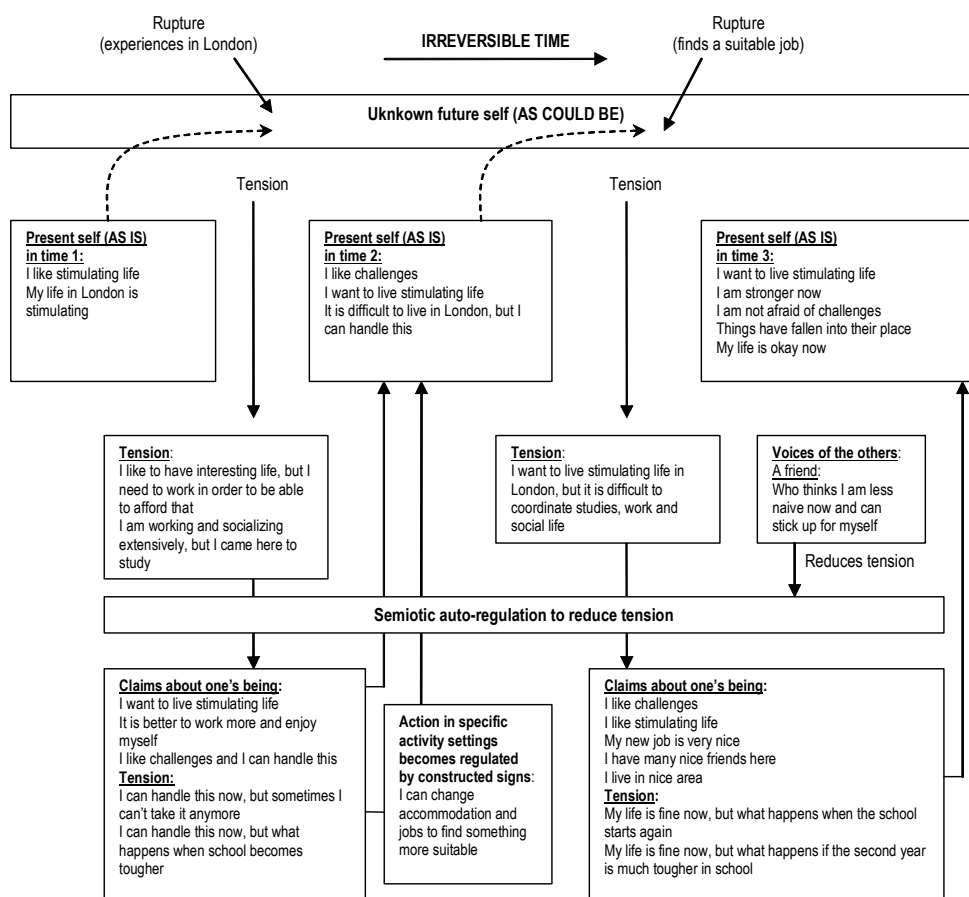 Rupture
(experiences in London)
IRREVERSIBLE TIME
Rupture
(finds a suitable job)
Uknkown future self (AS COULD BE)
Tension
Tension
Present self (AS IS)
in time 1:
I like stimulating life
My life in London is
stimulating
Present self (AS IS)
in time 2:
I like challenges
I want to live stimulating life
It is difficult to live in London, but I
can handle this
Present self (AS IS)
in time 3:
I want to live stimulating life
I am stronger now
I am not afraid of challenges
Things have fallen into their place
My life is okay now
Tension:
I like to have interesting life, but I
need to work in order to be able
to afford that
I am working and socializing
extensively, but I came here to
study
Tension:
I want to live stimulating life in
London, but it is difficult to
coordinate studies, work and
social life
Voices of the others:
A friend:
Who thinks I am less
naive now and can
stick up for myself
Reduces tension
Semiotic auto-regulation to reduce tension
Claims about one's being:
I want to live stimulating life
It is better to work more and enjoy
myself
I like challenges and I can handle this
Tension:
I can handle this now, but sometimes I
can't take it anymore
I can handle this now, but what
happens when school becomes
tougher
Action in specific
activity settings
becomes regulated
by constructed signs:
I can change
accommodation and
jobs to find something
more suitable
Claims about one's being:
I like challenges
I like stimulating life
My new job is very nice
I have many nice friends here
I live in nice area
Tension:
My life is fine now, but what happens when the school
starts again
My life is fine now, but what happens if the second year
is much tougher in school